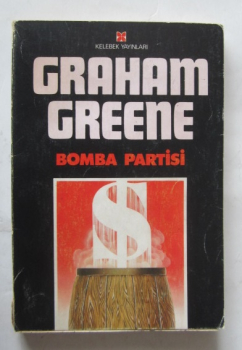 KELEBEK YAYINLARI
GRAHAM
GREENE
BOMBA PARTİSİ
$